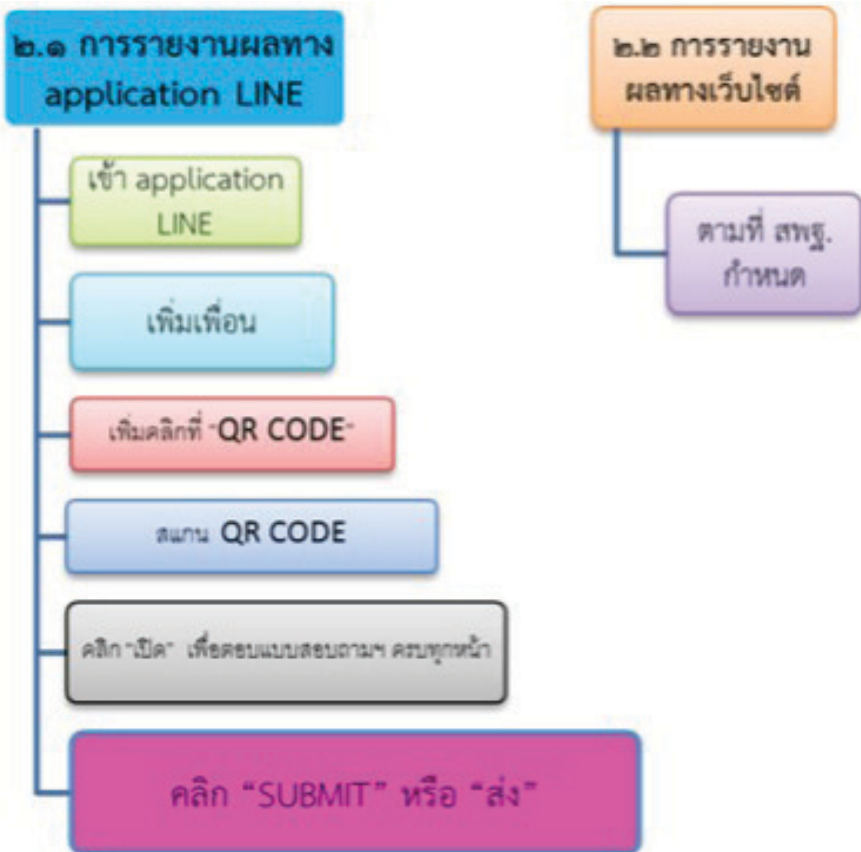 ๒.๑ การรายงานผลทาง
application LINE
เข้า application
LINE
เพิ่มเพื่อน
เพิ่มคลิกที่ "QR CODE"
สแกน QR CODE
คลิก "เปิด" เพื่อตอบแบบสอบถามฯ ครบทุกหน้า
คลิก “SUBMIT” หรือ “ส่ง”
๒.๒ การรายงาน
ผลทางเว็บไซต์
ตามที่ สพฐ.
กำหนด